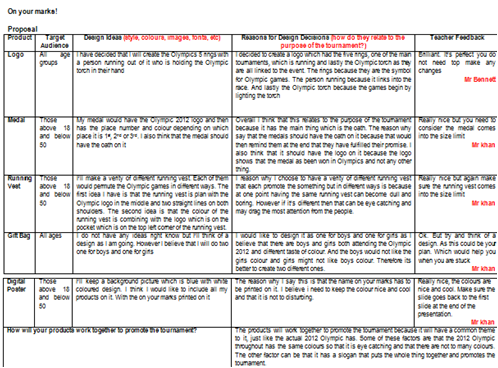 On your marks!
Proposal
Product Target Audience Design Ideas (style, colours, images, fonts, etc) Reasons for Design Decisions (how do they relate to the purpose of the tournament?) Teacher Feedback
Logo
All age groups
I have decided that I will create the Olympics 5 rings with
a person running out of it who is holding the Olympic
torch in their hand
I decided to create a logo which had the five rings, one of the main
tournaments, which is running and lastly the Olympic torch as they
are all linked to the event. The rings because they are the symbol
for Olympic games. The person running because it links into the
race. And lastly the Olympic torch because the games begin by
lighting the torch
Brilliant. It's perfect you do
not need top make any
changes
Mr Bennett
Medal
Those
above 18
and below
50
My medal would have the Olympic 2012 logo and then
has the place number and colour depending on which
place it is 1st, 2nd or 3rd. I also think that the medal should
have the oath on it
Overall I think that this relates to the purpose of the tournament
because it has the main thing which is the oath. The reason why
say that the medals should have the oath on it because that would
then remind them at the end that they have fulfilled their promise. I
also think that it should have the logo on it because the logo
shows that the medal as been won in Olympics and not any other
thing.
Really nice but you need to
consider the medal comes
into the size limit
Mr khan
Running
Vest
Those
above 18
and below
50
I'll make a verity of different running vest. Each of them
would permute the Olympic games in different ways. The
first idea I have is that the running vest is plan with the
Olympic logo in the middle and two straight lines on both
shoulders. The second idea is that the colour of the
running vest is combining with the logo which is on the
pocket which is on the top left corner of the running vest.
I reason why I choose to have a verity of different running vest
that each promote the something but in different ways is because
at one point having the same running vest can become dull and
boring. However if it's different then that can be eye catching and
may drag the most attention from the people.
Really nice but again make
sure the running vest comes
into the size limit
Mr khan
Gift Bag
All ages
I do not have any ideas right know but I'll think of a
design as I am going. However I believe that I will do two
one for boys and one for girls
I would like to design it as one for boys and one for girls as I
believe that there are boys and girls both attending the Olympic
2012 and different taste of colour. And the boys would not like the
girls colour and girls might not like boys colour. Therefore its
better to create two different ones.
Ok. But try and think of a
design. As this could be your
plan. Which would help you
when you are stuck
Mr khan
Digital
Poster
Those
above 18
and below
50
I'll keep a background picture which is blue with white
coloured design. I think I would like to include all my
products on it. With the on your marks printed on it
The reason why I say this is that the name on your marks has to
be printed on it. I believe I need to keep the colour nice and cool
and that it is not to disturbing.
Really nice, the colours are
nice and cool. Make sure the
slide goes back to the first
slide at the end of the
presentation.
Mr khan
How will your products work together to promote the tournament?
The products will work together to promote the tournament because it will have a common theme
to it, just like the actual 2012 Olympic has. Some of these factors are that the 2012 Olympic
throughout has the same colours so that it is eye catching and that there are not to many colours.
The other factor can be that it has a slogan that puts the whole thing together and promotes the
tournament.